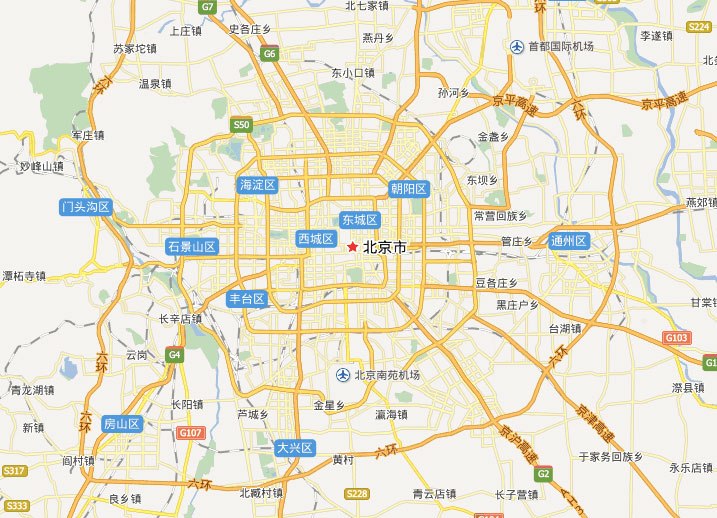 G7
上庄镇
史各庄乡
北七家镇
S224
苏家坨镇
G6
燕丹乡
首都国际机场
李遂镇
六环
温泉镇
东小口镇
孙河乡
京平高速
京平高速
六环
军庄镇
S50
金盏乡
妙峰山镇
海淀区
朝阳区
东坝乡
门头沟区
东城区
常营回族乡
燕郊镇
石景山区
西城区
北京市
管庄乡
通州区
潭柘寺镇
丰台区
豆各庄乡
黑庄户乡
甘棠
长辛店镇
台湖镇
G103
云岗
G4
六环
六环
北京南苑机场
青龙湖镇
漷县镇
长阳镇
芦城乡
金星乡
瀛海镇
新镇
房山区
六环
G107
京沪高速
京津高速
大兴区
六环
于家务回族乡
阎村镇
黄村
S317
G2
永乐店镇
六环
良乡镇
北臧村镇
S228
青云店镇
长子营镇
S333